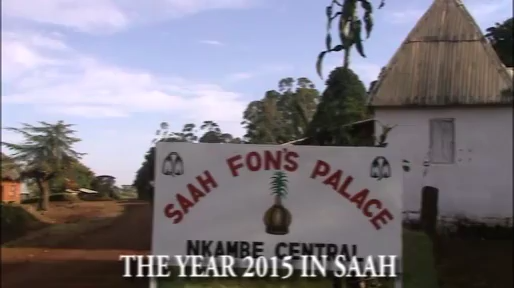 SAAH FON'S PALACE
NKAMBE CENTRAL
THE YEAR 2015 IN SAAH